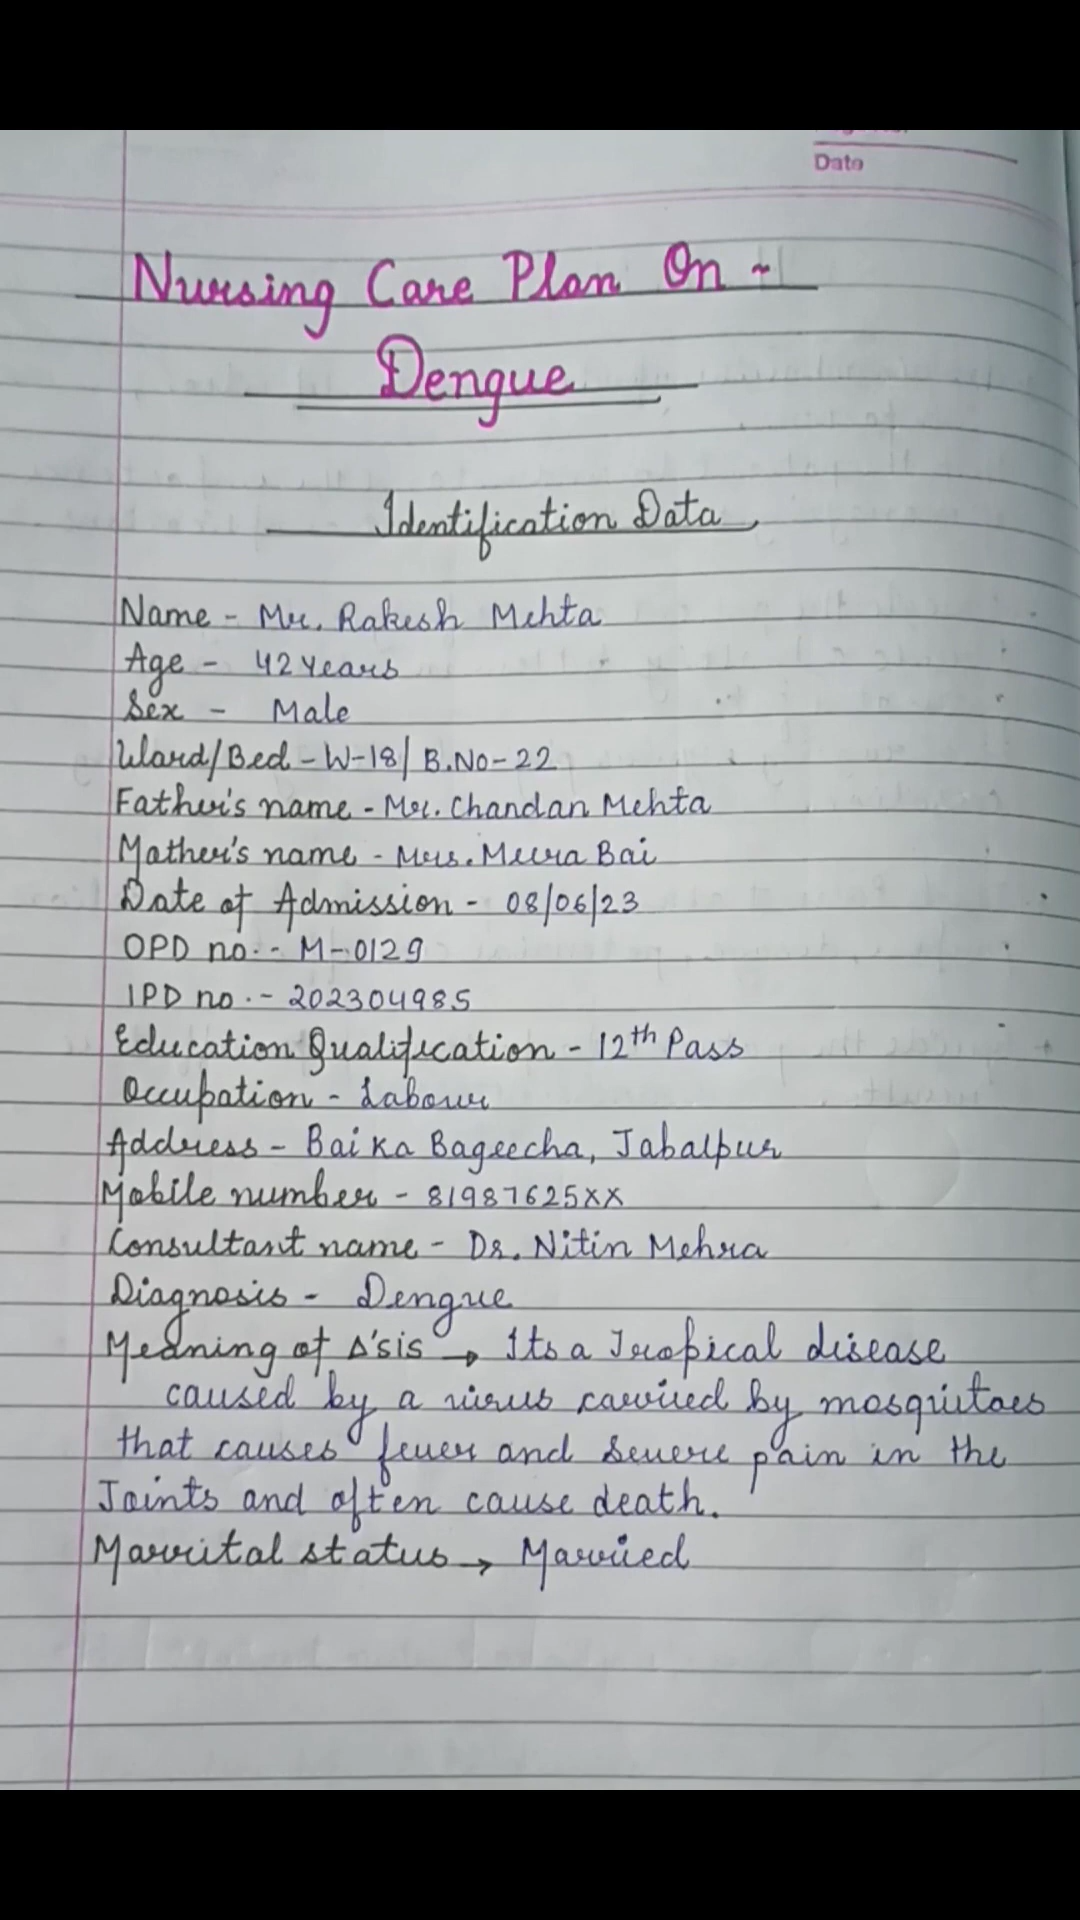 Date
Nursing Care Plan On -
Dengue
Identification Data
Name - Mr. Rakesh Mehta
Age - 42 Years
Sex - Male
Ward/Bed - W-18/ B.No-22
Father's name - Mr. Chandan Mehta
Mather's name - Mrs. Meera Bai
Date of Admission - 08/06/23
OPD no. - M-0129
IPD no. - 202304985
Education Qualification - 12th Pass
Occupation - Labour
Address - Bai ka Bageecha, Jabalpur
Mobile number - 81987625xx
Consultant name - Dr. Nitin Mehra
Diagnosis - Dengue
Meaning of D'sis → Its a Tropical disease
caused by a virus carried by mosquitoes
that causes fever and severe pain in the
Joints and often cause death.
Marrital status → Married